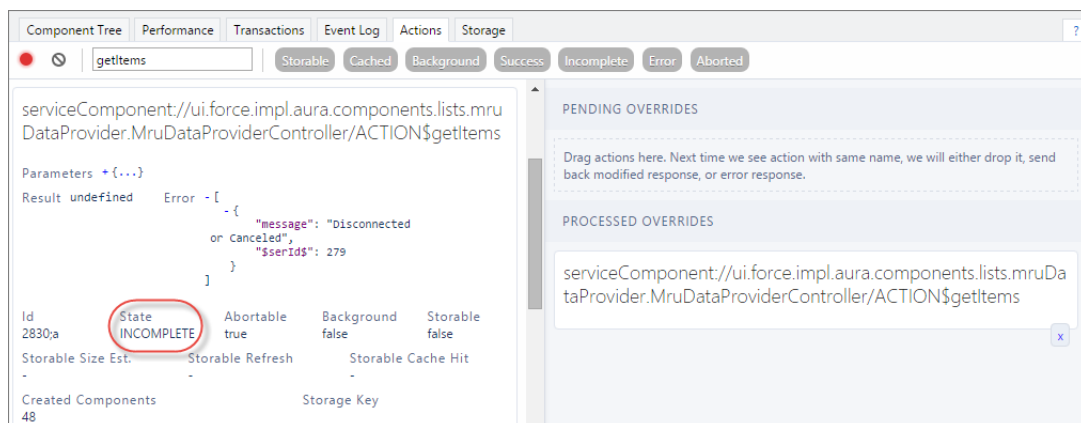 Component Tree Performance Transactions Event Log Actions Storage ?
getItems Storable Cached Background Success Incomplete Error Aborted
serviceComponent://ui.force.impl.aura.components.lists.mru
DataProvider.MruDataProviderController/ACTION$getItems
Parameters +{...}
Result undefined Error -[
-{
"message": "Disconnected
or Canceled",
"$serId$": 279
}
]
Id State Abortable Background Storable
2830;a INCOMPLETE true false false
Storable Size Est. Storable Refresh Storable Cache Hit
- - -
Created Components Storage Key
48
PENDING OVERRIDES
Drag actions here. Next time we see action with same name, we will either drop it, send
back modified response, or error response.
PROCESSED OVERRIDES
serviceComponent://ui.force.impl.aura.components.lists.mruDa
taProvider.MruDataProviderController/ACTION$getItems
x